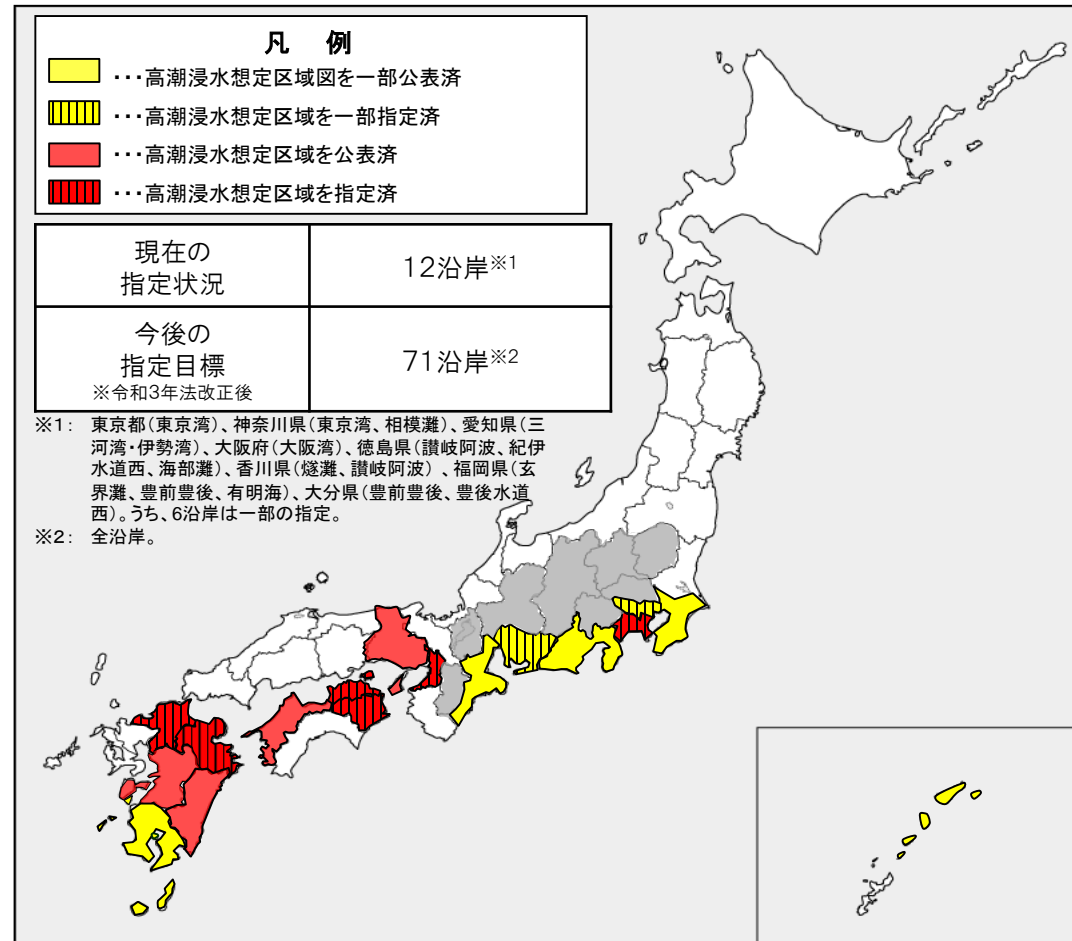 凡 例
・・・高潮浸水想定区域図を一部公表済
・・・高潮浸水想定区域を一部指定済
・・・高潮浸水想定区域を公表済
・・・高潮浸水想定区域を指定済
現在の
指定状況
12沿岸※1
今後の
指定目標
※令和3年法改正後
71沿岸※2
※1： 東京都(東京湾)、神奈川県(東京湾、相模灘)、愛知県(三
河湾・伊勢湾)、大阪府(大阪湾)、徳島県(讃岐阿波、紀伊
水道西、海部灘)、香川県(燧灘、讃岐阿波) 、福岡県(玄
界灘、豊前豊後、有明海)、大分県(豊前豊後、豊後水道
西)。うち、6沿岸は一部の指定。
※2： 全沿岸。